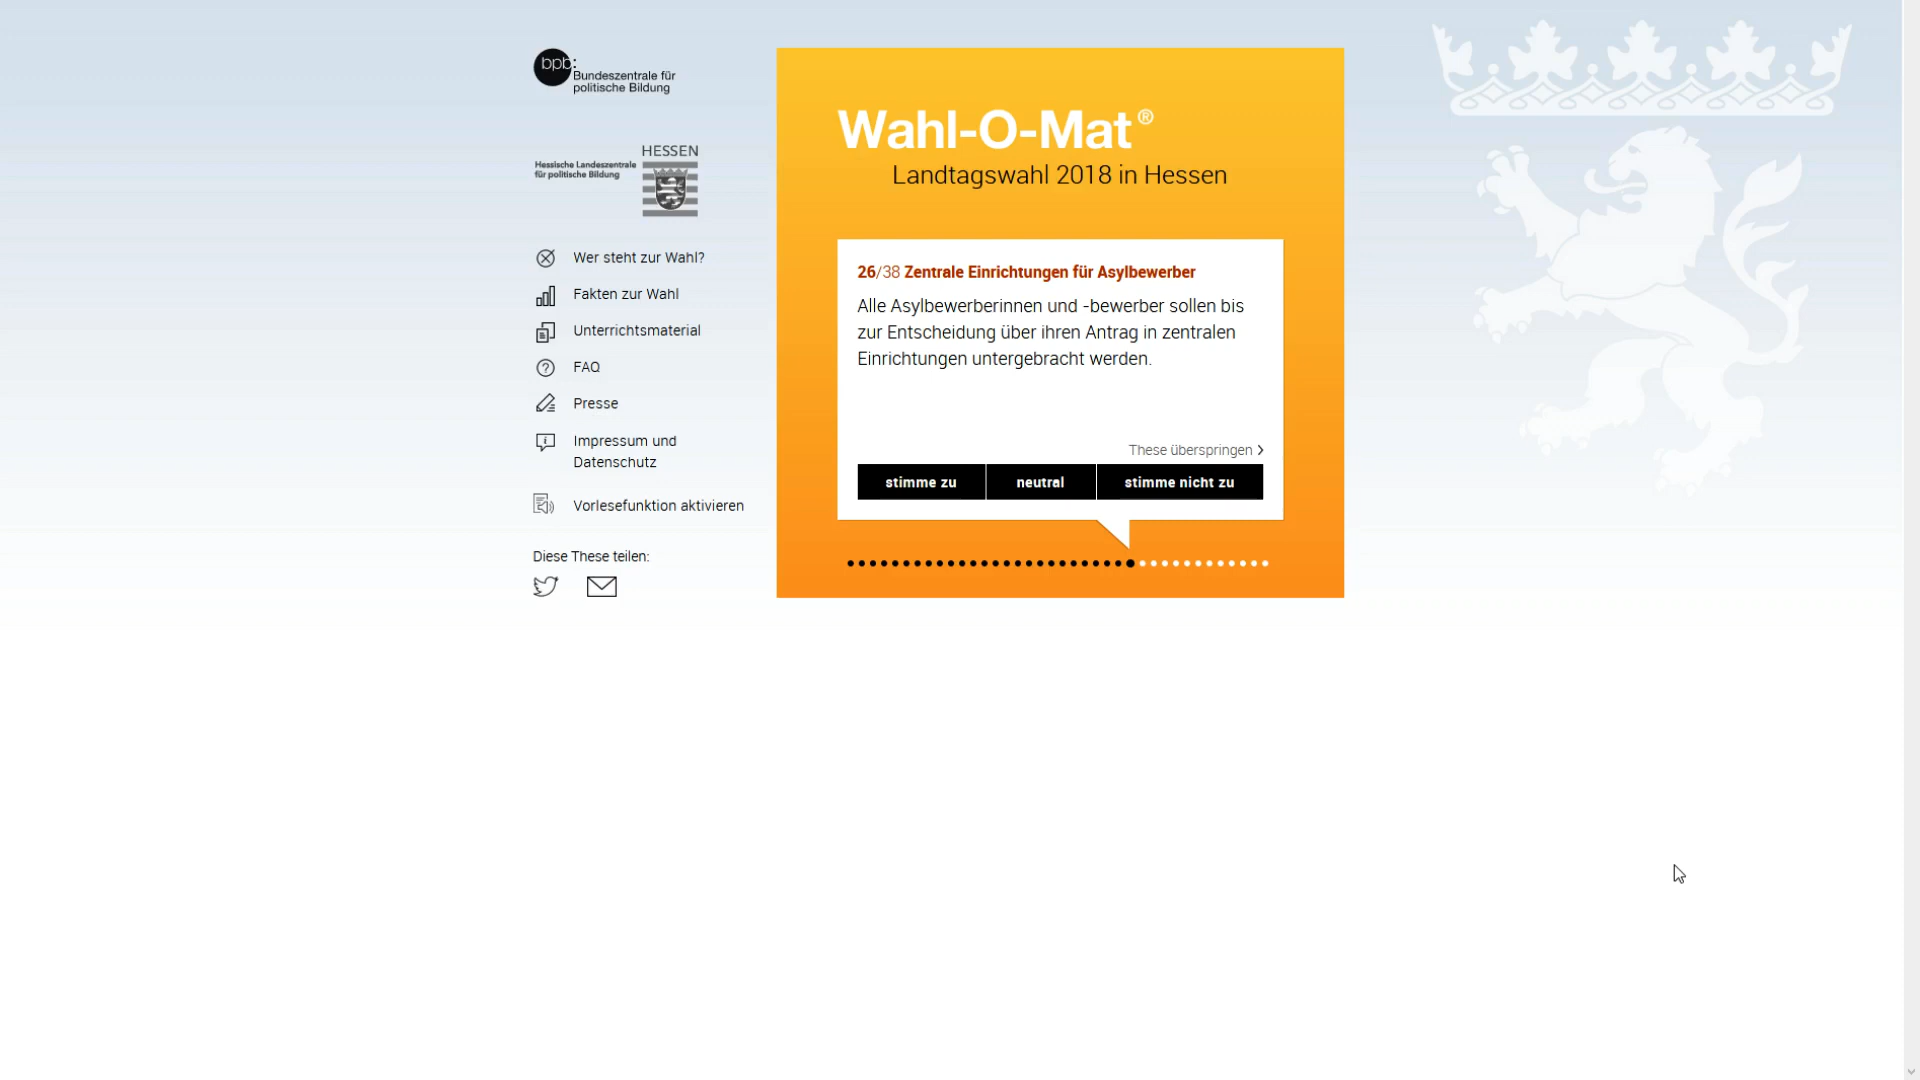 bpb:
Bundeszentrale für
politische Bildung
HESSEN
Hessische Landeszentrale
für politische Bildung
Wer steht zur Wahl?
Fakten zur Wahl
Unterrichtsmaterial
FAQ
Presse
Impressum und
Datenschutz
Vorlesefunktion aktivieren
Diese These teilen:
Wahl-O-Mat®
Landtagswahl 2018 in Hessen
26/38 Zentrale Einrichtungen für Asylbewerber
Alle Asylbewerberinnen und -bewerber sollen bis
zur Entscheidung über ihren Antrag in zentralen
Einrichtungen untergebracht werden.
These überspringen
stimme zu neutral stimme nicht zu